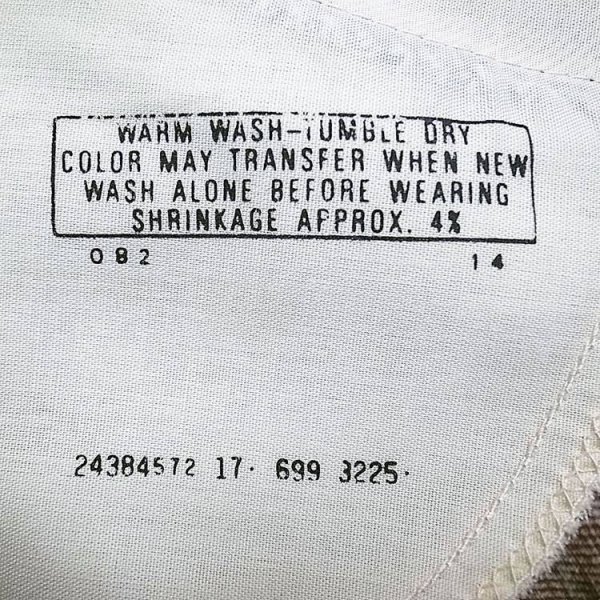 WARM WASH-TUMBLE DRY
COLOR MAY TRANSFER WHEN NEW
WASH ALONE BEFORE WEARING
SHRINKAGE APPROX. 4%
082 14
24384572 17. 699 3225.